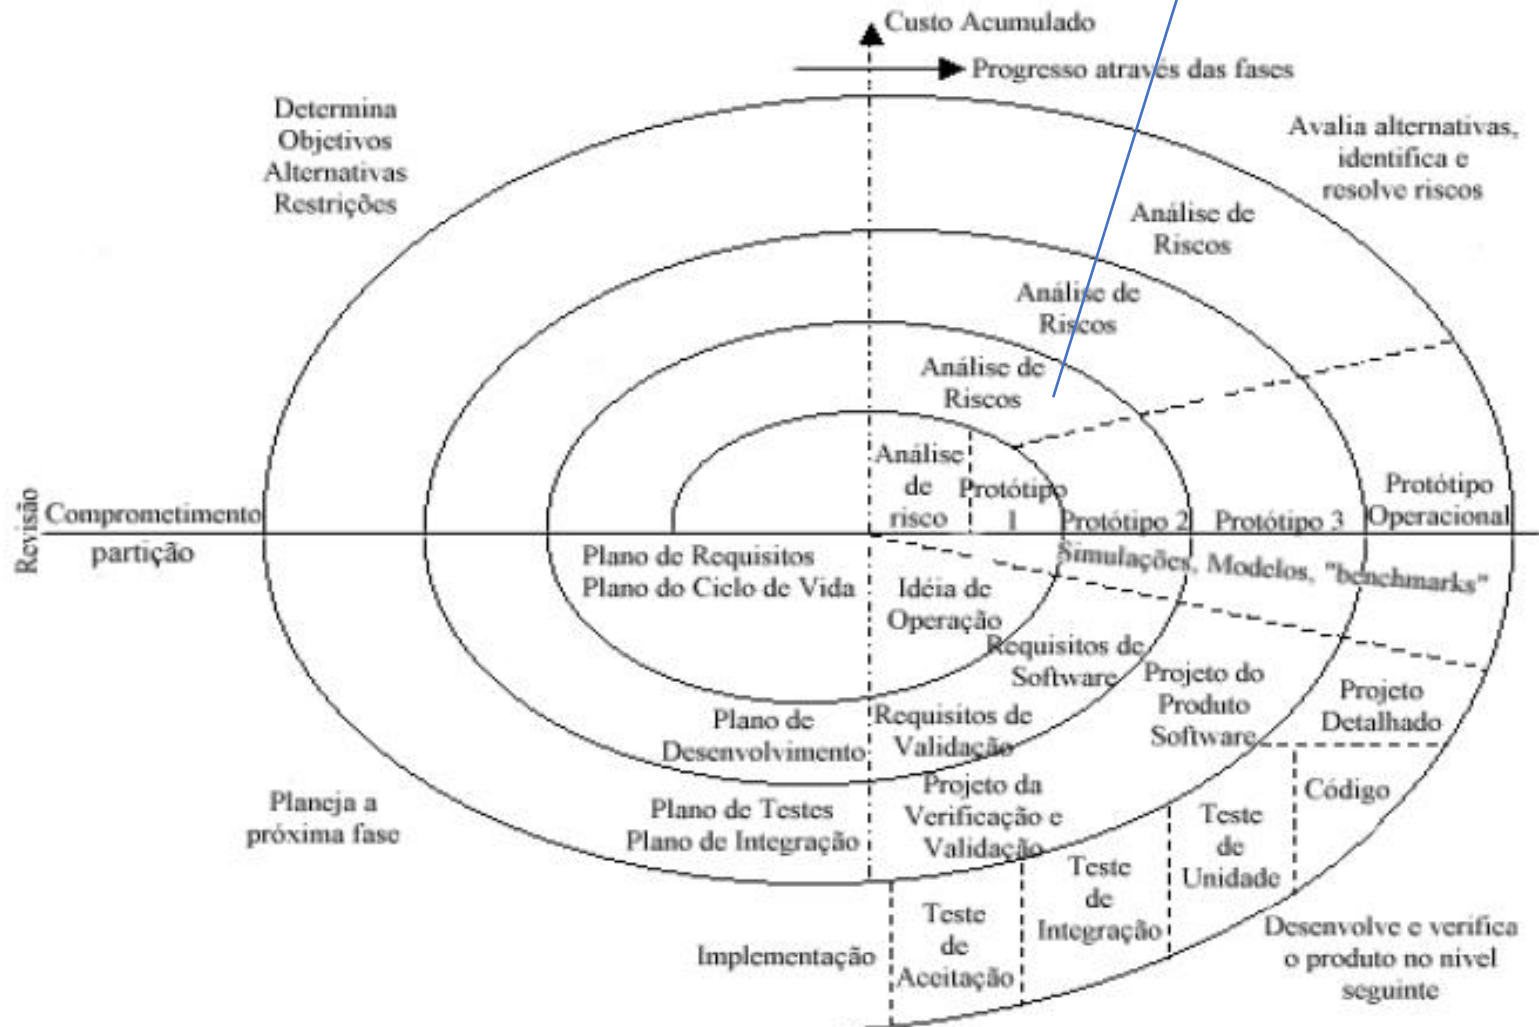 Custo Acumulado
Progresso através das fases
Determina
Objetivos
Alternativas
Restrições
Avalia alternativas,
identifica e
resolve riscos
Análise de
Riscos
Análise de
Riscos
Análise de
Riscos
Análise
de
risco
Protótipo
1
Protótipo 2
Protótipo 3
Protótipo
Operacional
Revisão
Comprometimento
partição
Simulações, Modelos, "benchmarks"
Plano de Requisitos
Plano do Ciclo de Vida
Idéia de
Operação
Requisitos de
Software
Projeto do
Produto
Software
Projeto
Detalhado
Plano de
Desenvolvimento
Requisitos de
Validação
Código
Planeja a
próxima fase
Plano de Testes
Plano de Integração
Projeto da
Verificação e
Validação
Teste
de
Unidade
Teste
de
Integração
Teste
de
Aceitação
Implementação
Desenvolve e verifica
o produto no nivel
seguinte